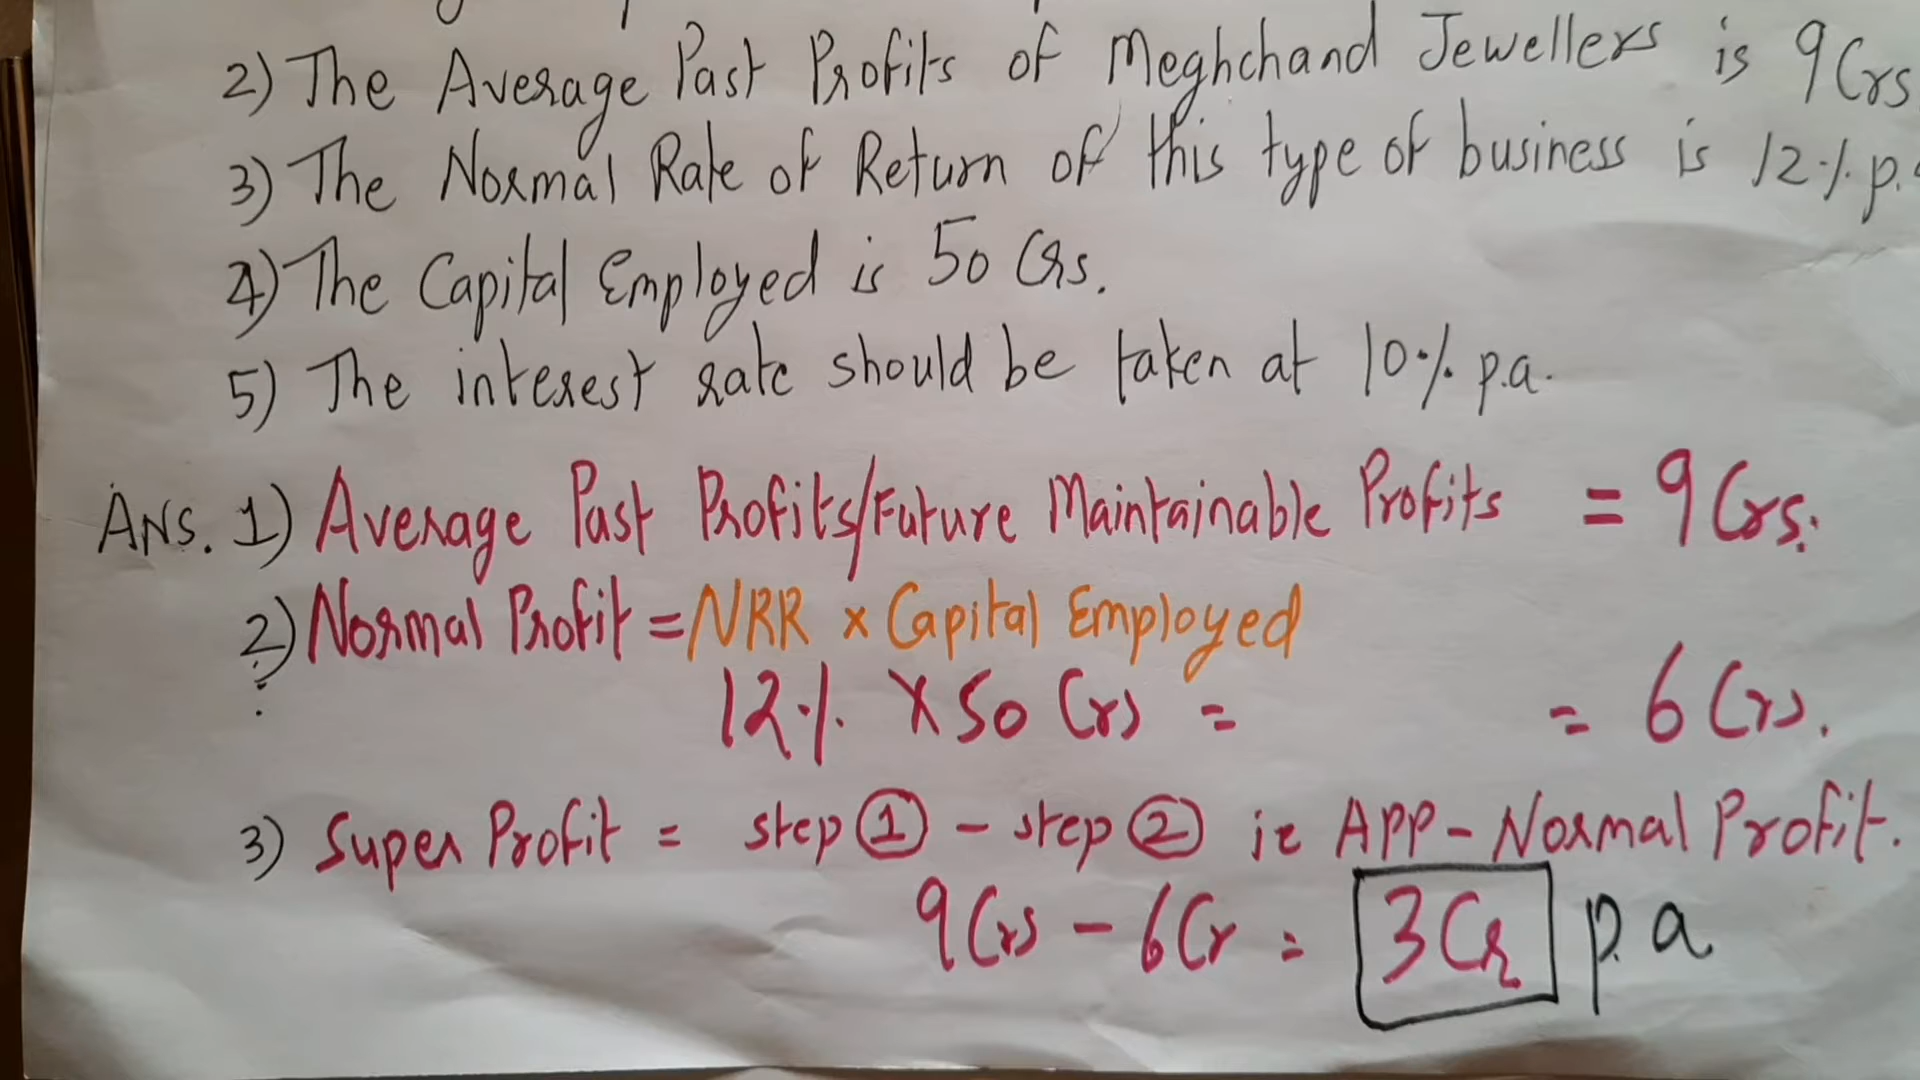 2) The Average Past Profits of Meghchand Jewellers is 9 Crs
3) The Normal Rate of Return of this type of business is 12% p.
4) The Capital Employed is 50 Crs.
5) The interest rate should be taken at 10% p.a.
ANS. 1) Average Past Profits/Future Maintainable Profits = 9 Crs.
2) Normal Profit = NRR x Capital Employed
12% X 50 Crs = = 6 Crs.
3) Super Profit = step ① - step ② ie APP - Normal Profit.
9 Crs - 6 Cr = 3 Cr p.a